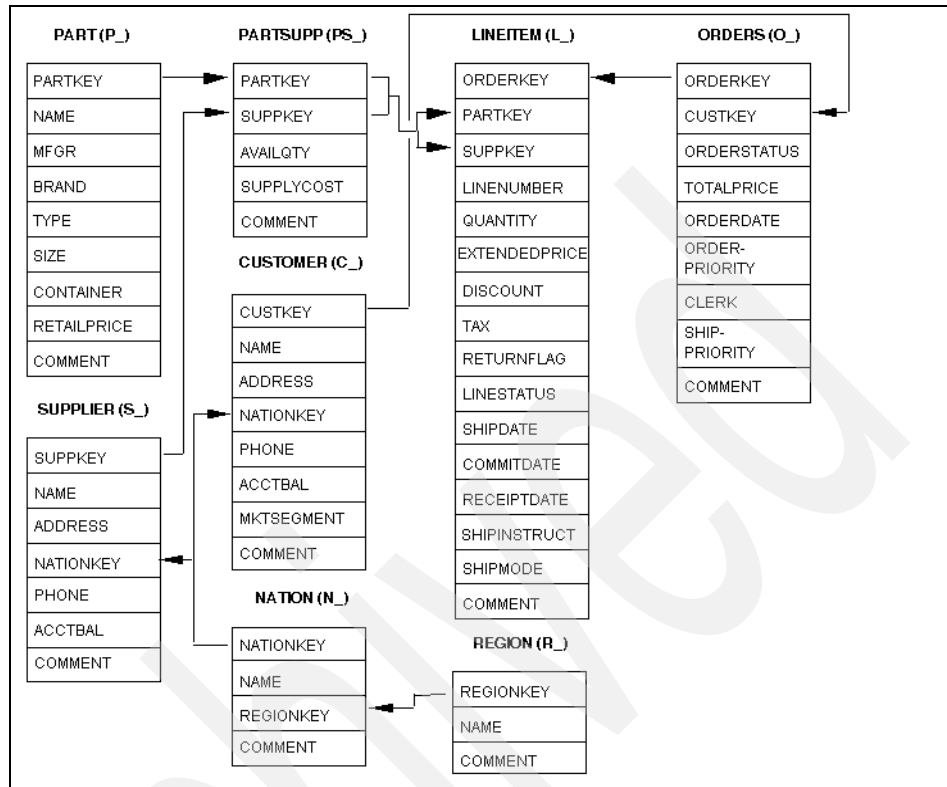 PART (P_)
PARTKEY
NAME
MFGR
BRAND
TYPE
SIZE
CONTAINER
RETAILPRICE
COMMENT
SUPPLIER (S_)
SUPPKEY
NAME
ADDRESS
NATIONKEY
PHONE
ACCTBAL
COMMENT
PARTSUPP (PS_)
PARTKEY
SUPPKEY
AVAILQTY
SUPPLYCOST
COMMENT
CUSTOMER (C_)
CUSTKEY
NAME
ADDRESS
NATIONKEY
PHONE
ACCTBAL
MKTSEGMENT
COMMENT
NATION (N_)
NATIONKEY
NAME
REGIONKEY
COMMENT
LINEITEM (L_)
ORDERKEY
PARTKEY
SUPPKEY
LINENUMBER
QUANTITY
EXTENDEDPRICE
DISCOUNT
TAX
RETURNFLAG
LINESTATUS
SHIPDATE
COMMITDATE
RECEIPTDATE
SHIPINSTRUCT
SHIPMODE
COMMENT
REGION (R_)
REGIONKEY
NAME
COMMENT
ORDERS (O_)
ORDERKEY
CUSTKEY
ORDERSTATUS
TOTALPRICE
ORDERDATE
ORDER-
PRIORITY
CLERK
SHIP-
PRIORITY
COMMENT